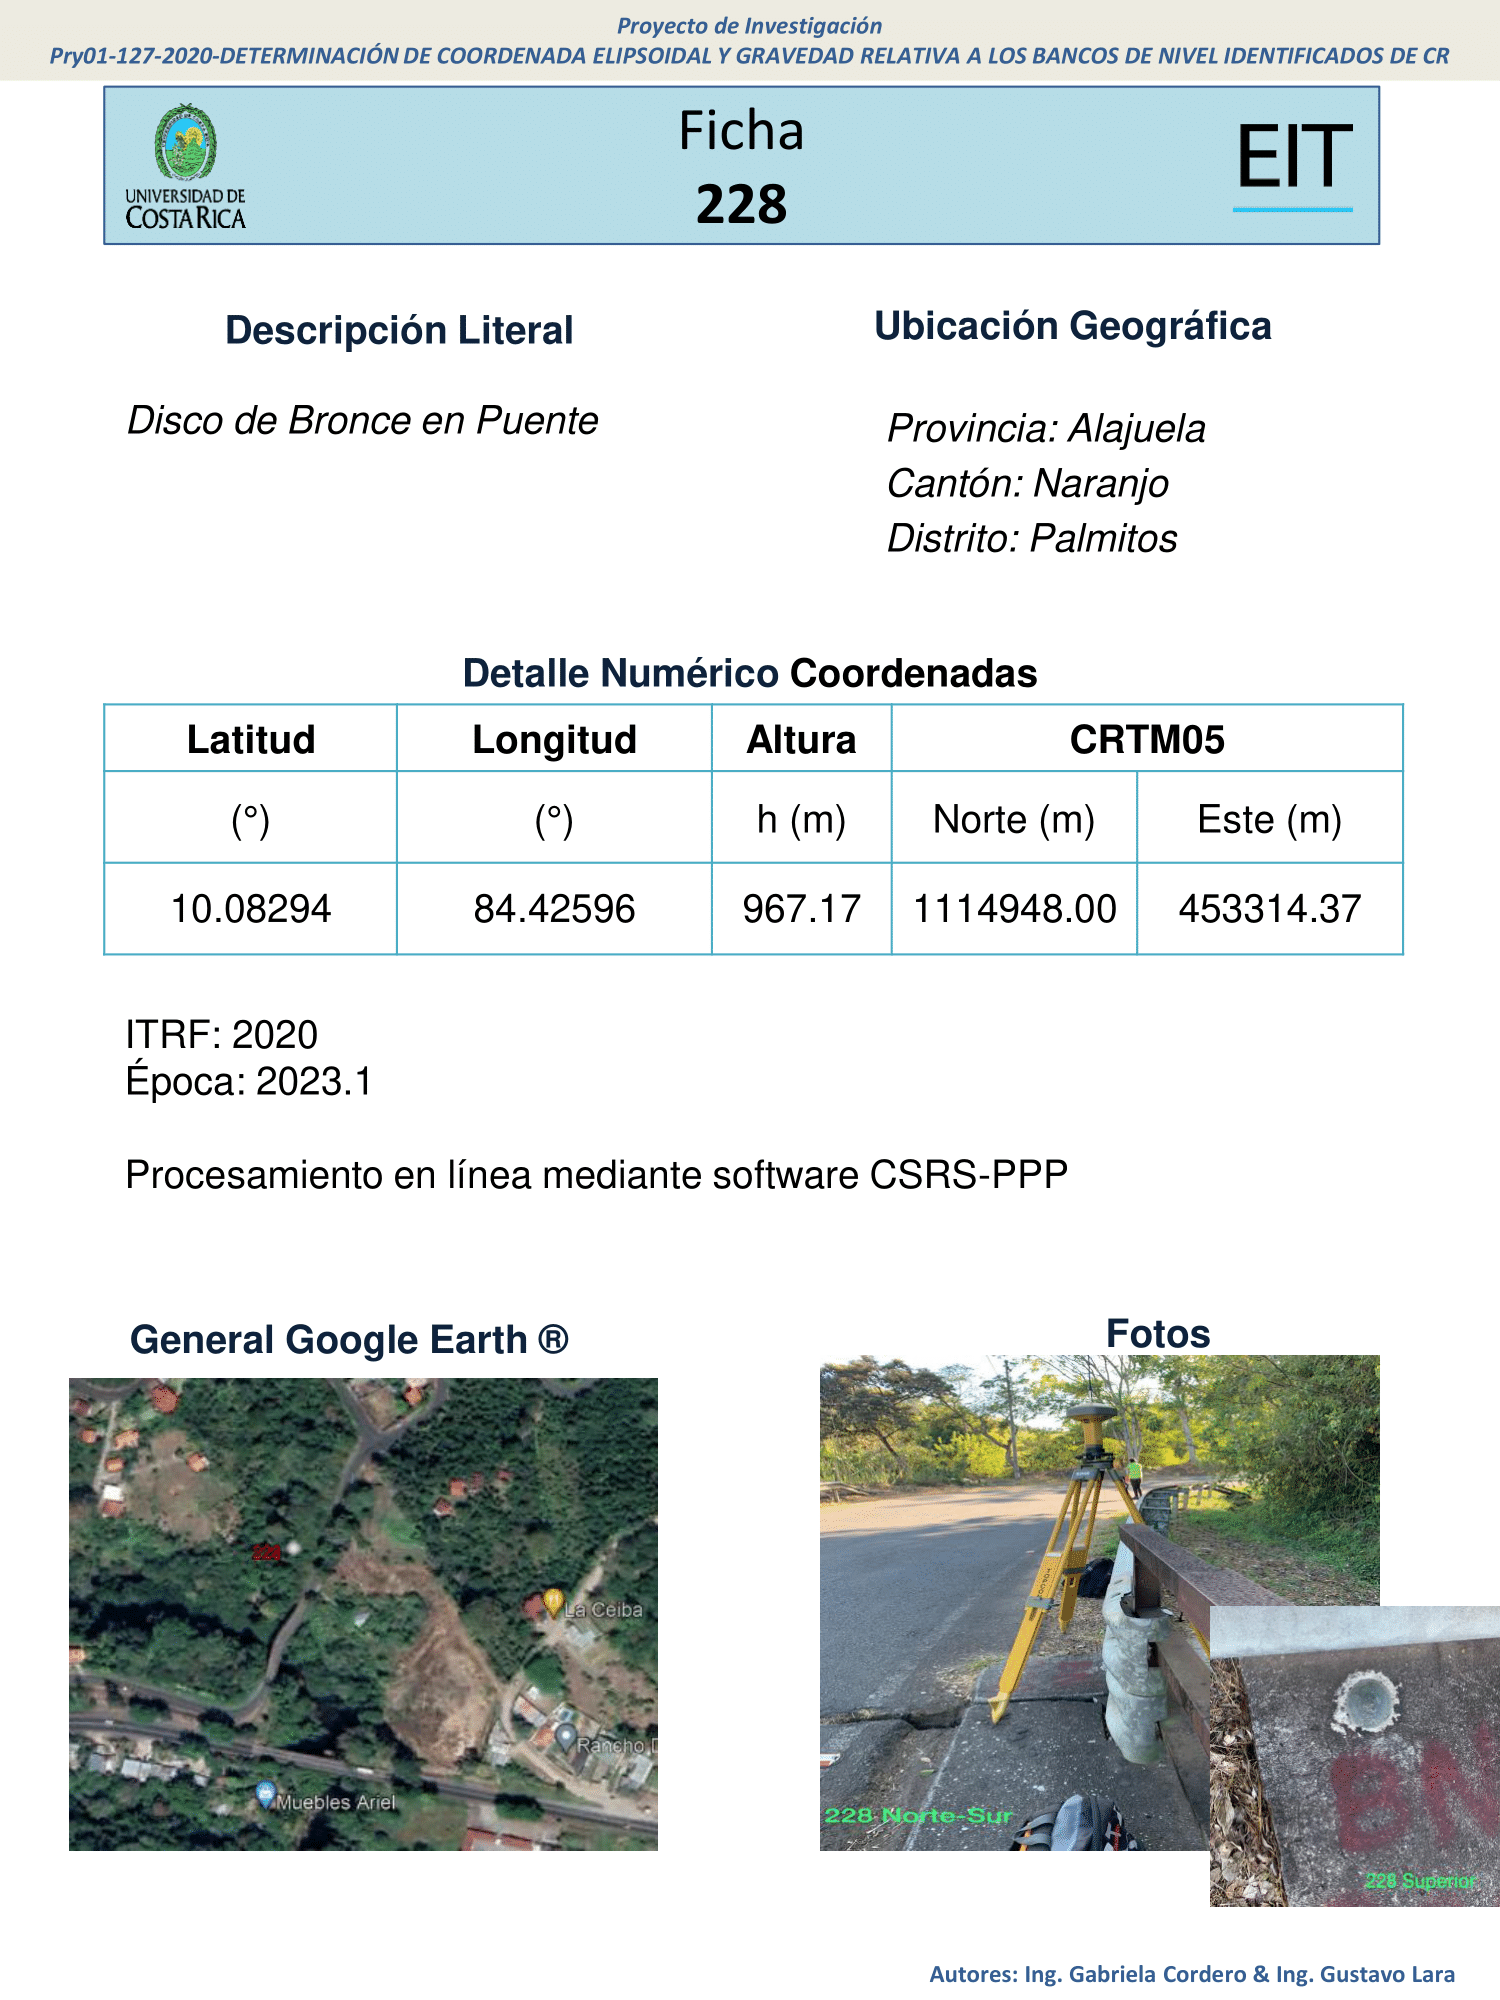 Proyecto de Investigación
Pry01-127-2020-DETERMINACIÓN DE COORDENADA ELIPSOIDAL Y GRAVEDAD RELATIVA A LOS BANCOS DE NIVEL IDENTIFICADOS DE CR
UNIVERSIDAD DE
COSTA RICA
Ficha
228
EIT
Descripción Literal
Disco de Bronce en Puente
Ubicación Geográfica
Provincia: Alajuela
Cantón: Naranjo
Distrito: Palmitos
Detalle Numérico Coordenadas
Latitud Longitud Altura CRTM05
(°) (°) h (m) Norte (m) Este (m)
10.08294 84.42596 967.17 1114948.00 453314.37
ITRF: 2020
Época: 2023.1
Procesamiento en línea mediante software CSRS-PPP
General Google Earth ®
228
La Ceiba
Rancho D
Muebles Ariel
Fotos
TOPCON
228 Norte-Sur
BN
228 Superior
Autores: Ing. Gabriela Cordero & Ing. Gustavo Lara